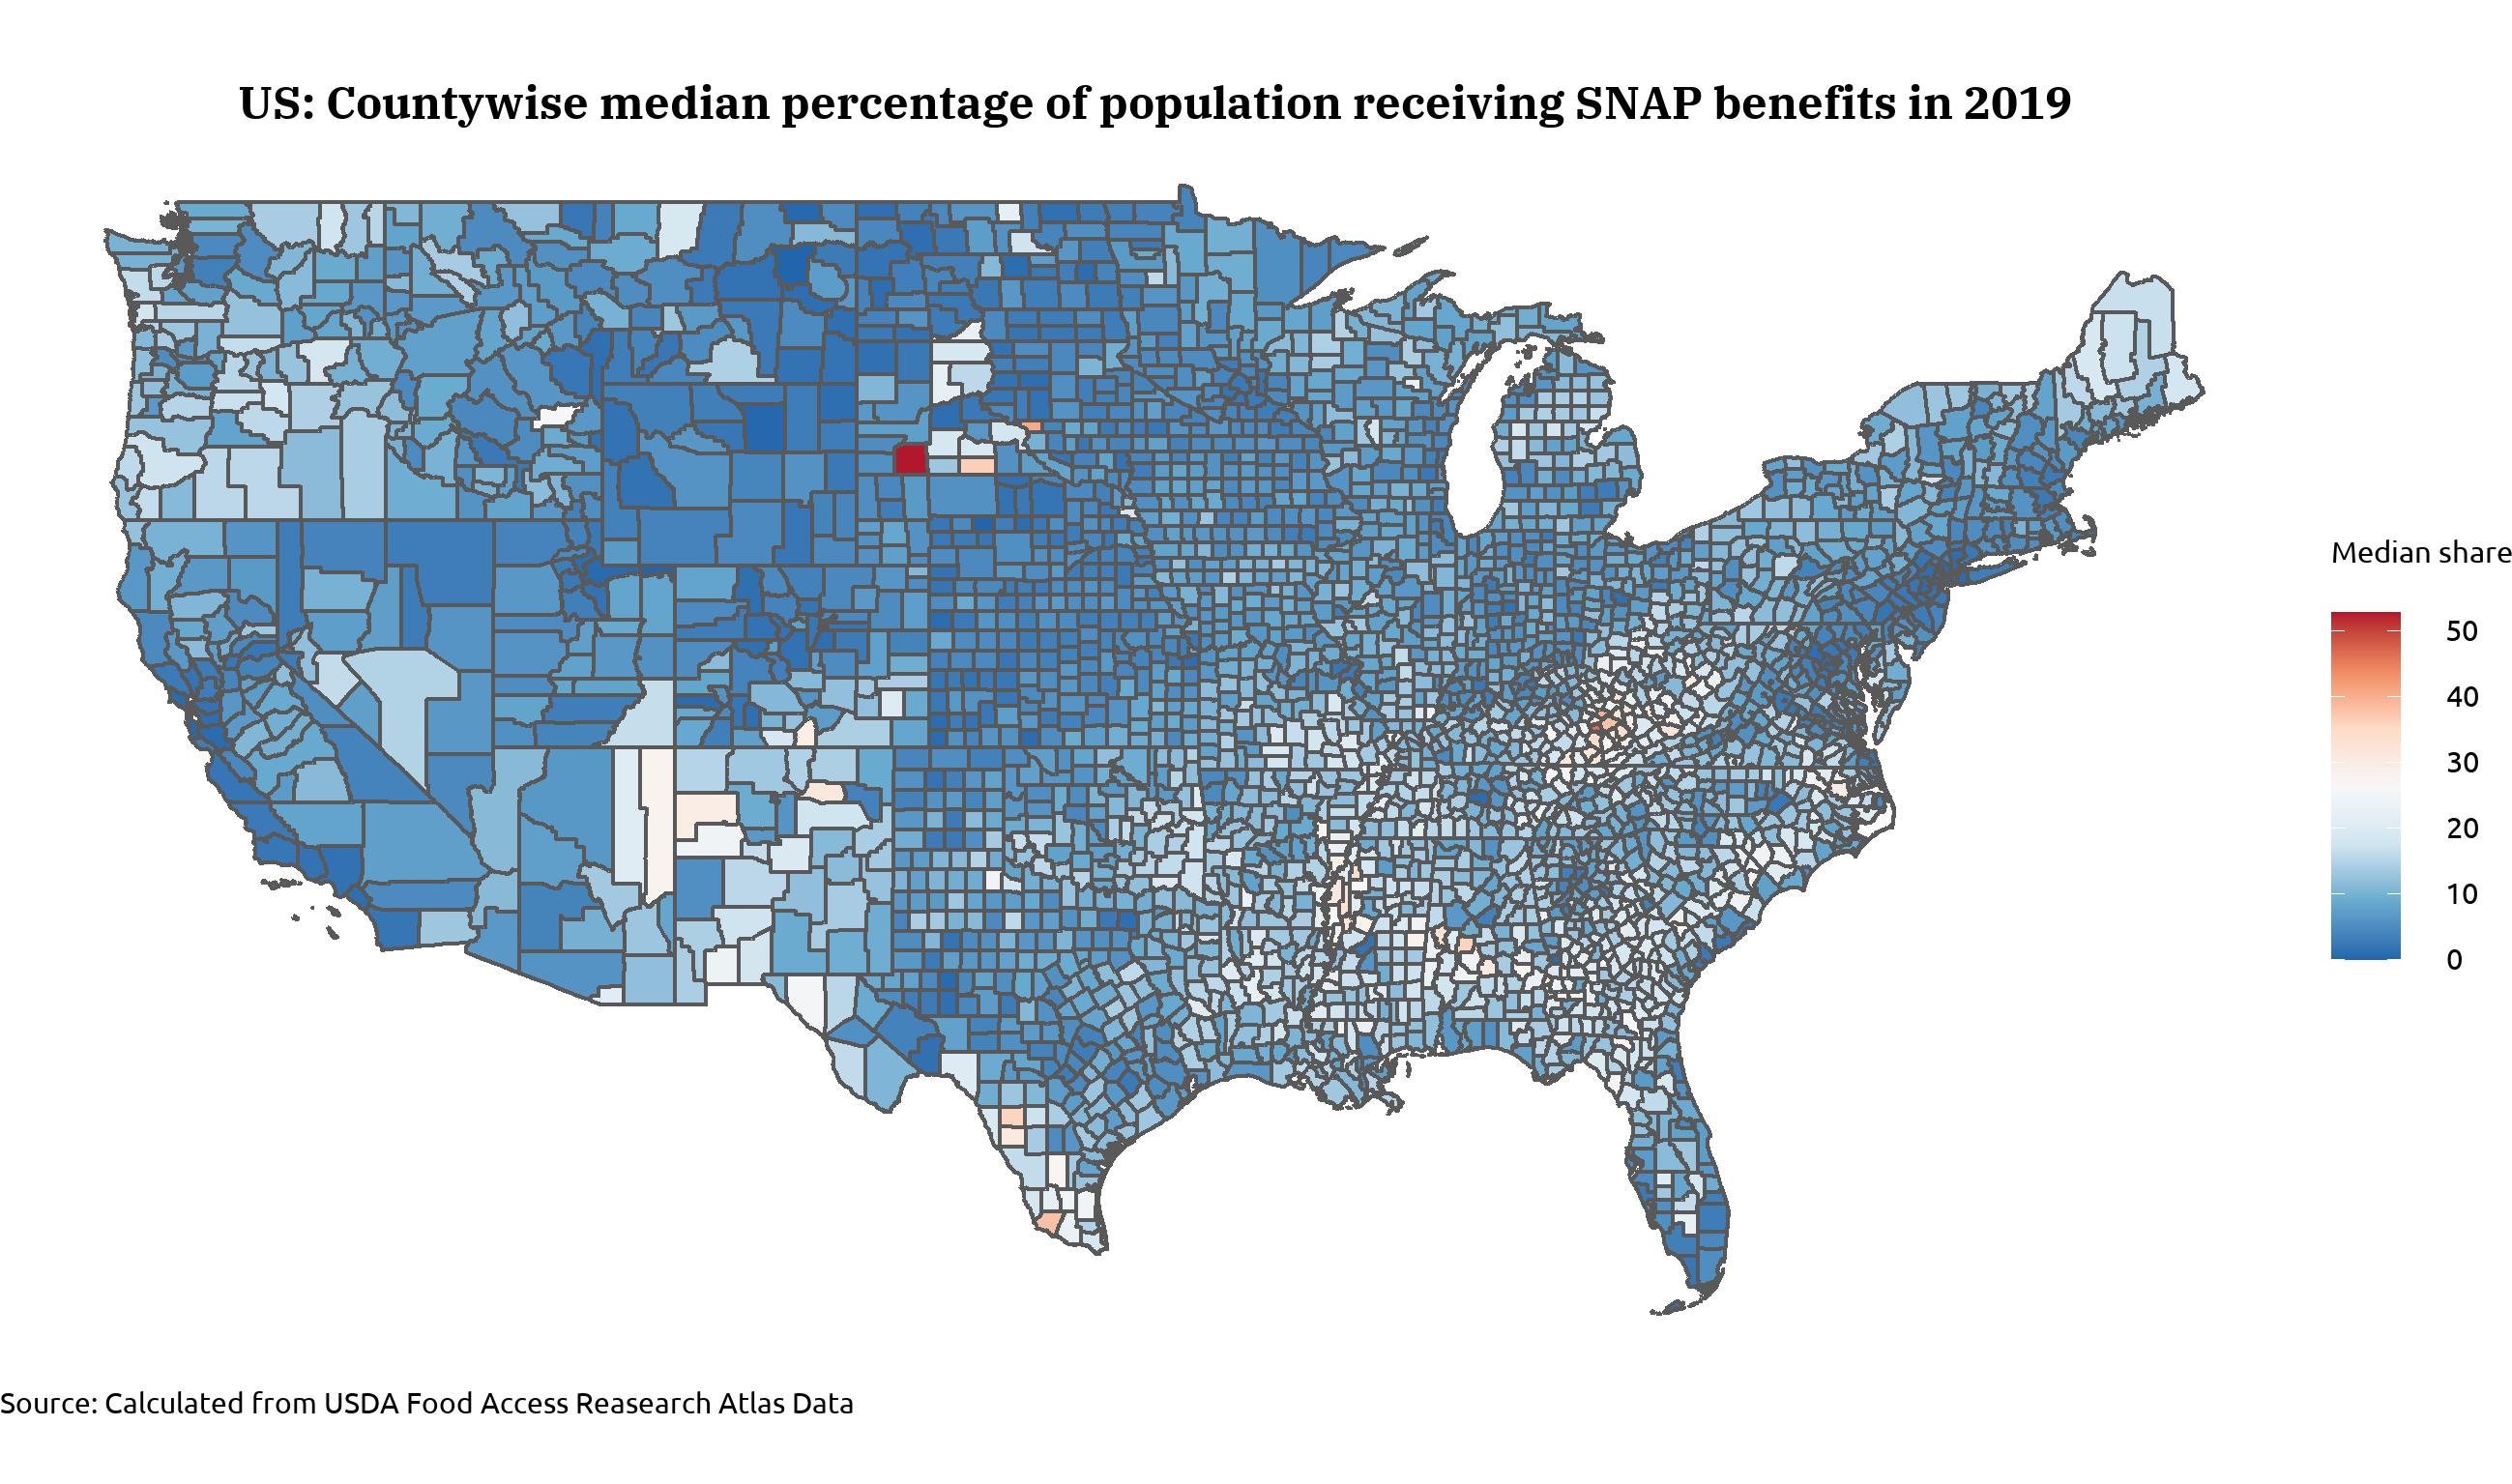 US: Countywise median percentage of population receiving SNAP benefits in 2019
Median share
50
40
30
20
10
0
Source: Calculated from USDA Food Access Reasearch Atlas Data